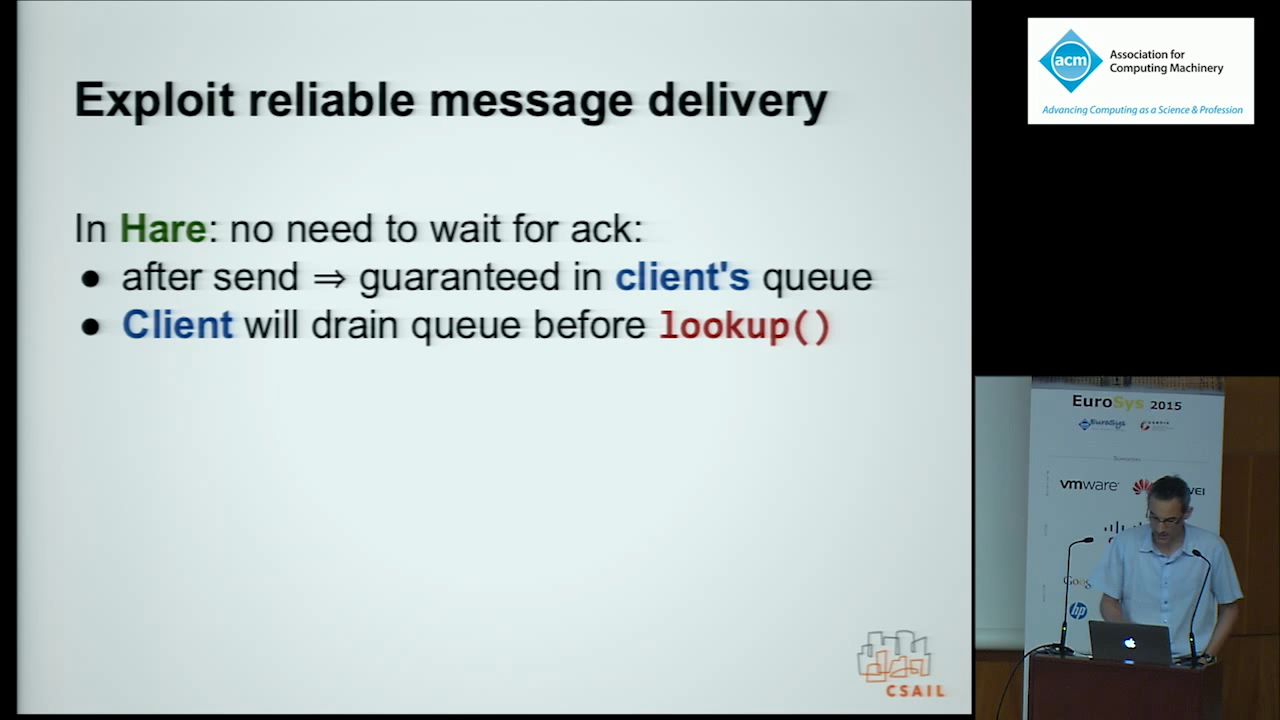 Exploit reliable message delivery
In Hare: no need to wait for ack:
● after send ⇒ guaranteed in client's queue
● Client will drain queue before lookup()
CSAIL
acm
Association for
Computing Machinery
Advancing Computing as a Science & Profession
EuroSys 2015
EuroSys
vmware
hp